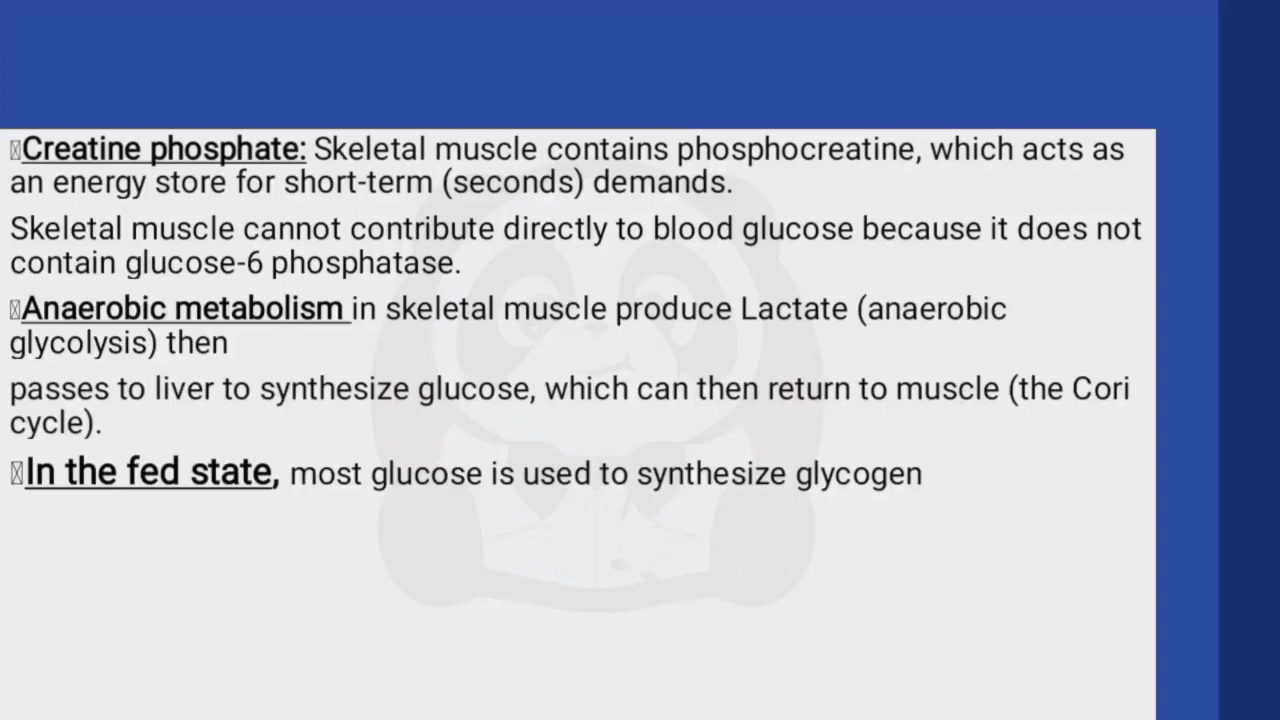 Creatine phosphate: Skeletal muscle contains phosphocreatine, which acts as
an energy store for short-term (seconds) demands.
Skeletal muscle cannot contribute directly to blood glucose because it does not
contain glucose-6 phosphatase.
Anaerobic metabolism in skeletal muscle produce Lactate (anaerobic
glycolysis) then
passes to liver to synthesize glucose, which can then return to muscle (the Cori
cycle).
In the fed state, most glucose is used to synthesize glycogen